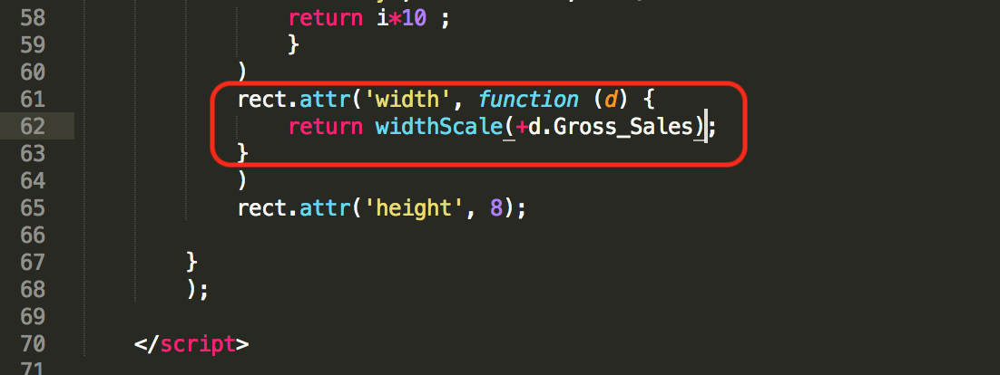 58 return i*10 ;
59 }
60 )
61 rect.attr('width', function (d) {
62 return widthScale(+d.Gross_Sales);
63 }
64 )
65 rect.attr('height', 8);
66
67 }
68 );
69
70 </script>
71